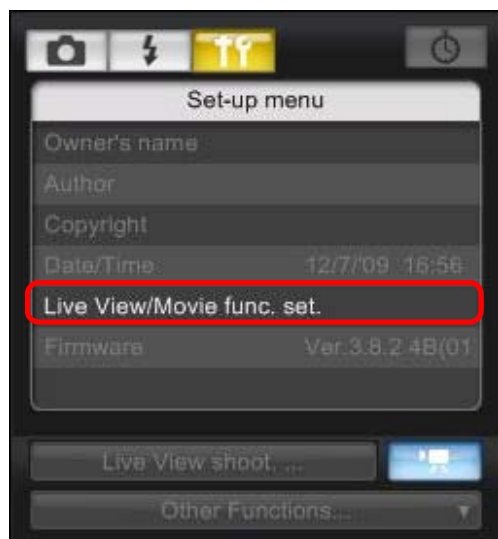 Set-up menu
Owner's name
Author
Copyright
Date/Time 12/7/'09 16:56
Live View/Movie func. set.
Firmware Ver.3.8.2 4B(01
Live View shoot. ...
Other Functions...